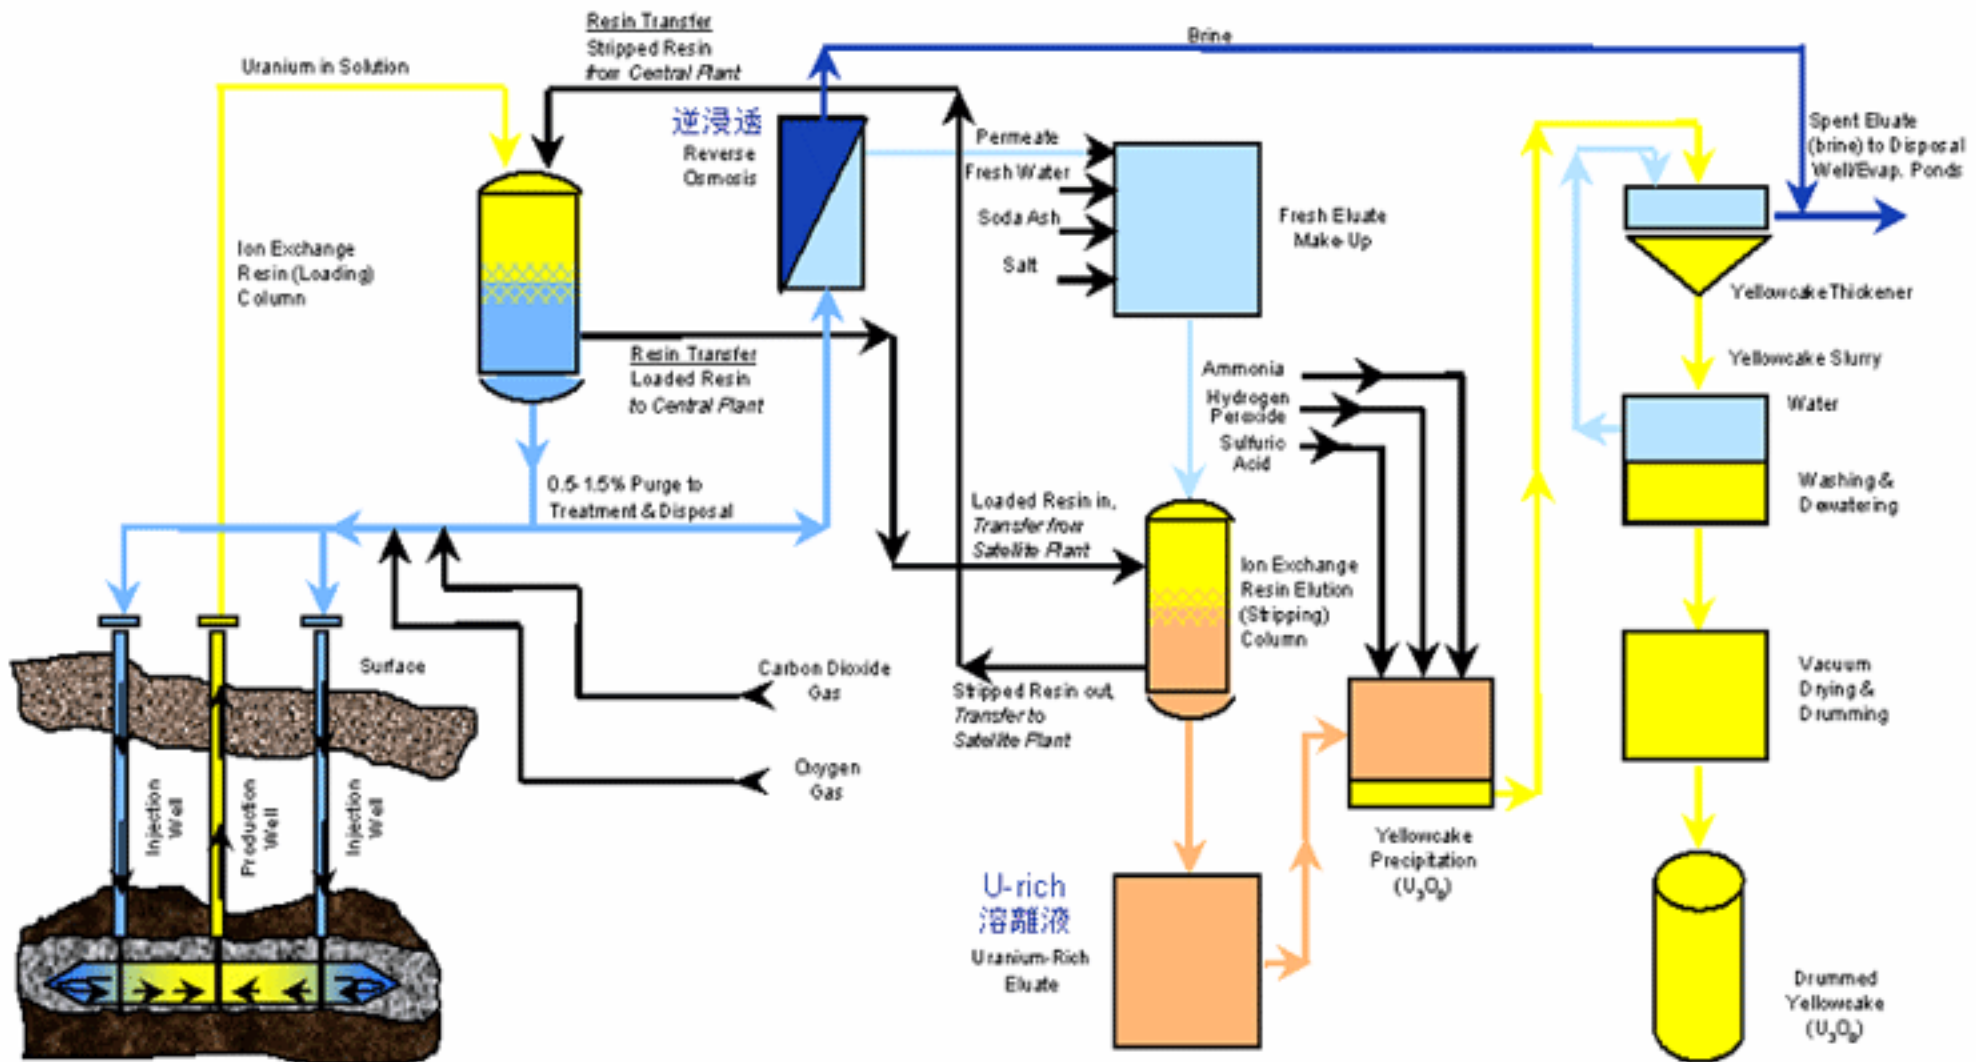 Resin Transfer
Stripped Resin
from Central Plant
Brine
Uranium in Solution
逆浸透
Reverse
Osmosis
Permeate
Fresh Water
Soda Ash
Salt
Fresh Eluate
Make-Up
Spent Eluate
(brine) to Disposal
Well/Evap. Ponds
Ion Exchange
Resin (Loading)
Column
Yellowcake Thickener
Resin Transfer
Loaded Resin
to Central Plant
Yellowcake Slurry
Ammonia
Hydrogen
Peroxide
Sulfuric
Acid
Water
0.5-1.5% Purge to
Treatment & Disposal
Washing &
Dewatering
Loaded Resin in,
Transfer from
Satellite Plant
Ion Exchange
Resin Elution
(Stripping)
Column
Surface
Carbon Dioxide
Gas
Stripped Resin out,
Transfer to
Satellite Plant
Vacuum
Drying &
Drumming
Oxygen
Gas
Injection
Well
Production
Well
Injection
Well
Yellowcake
Precipitation
(U₃O₈)
U-rich
溶離液
Uranium-Rich
Eluate
Drummed
Yellowcake
(U₃O₈)